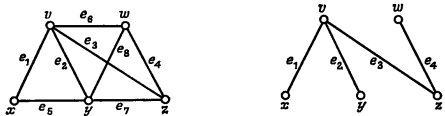 v e₆ w v w
e₃
e₁ e₂ e₈ e₄ e₁ e₂ e₃ e₄
x e₅ y e₇ z x y z